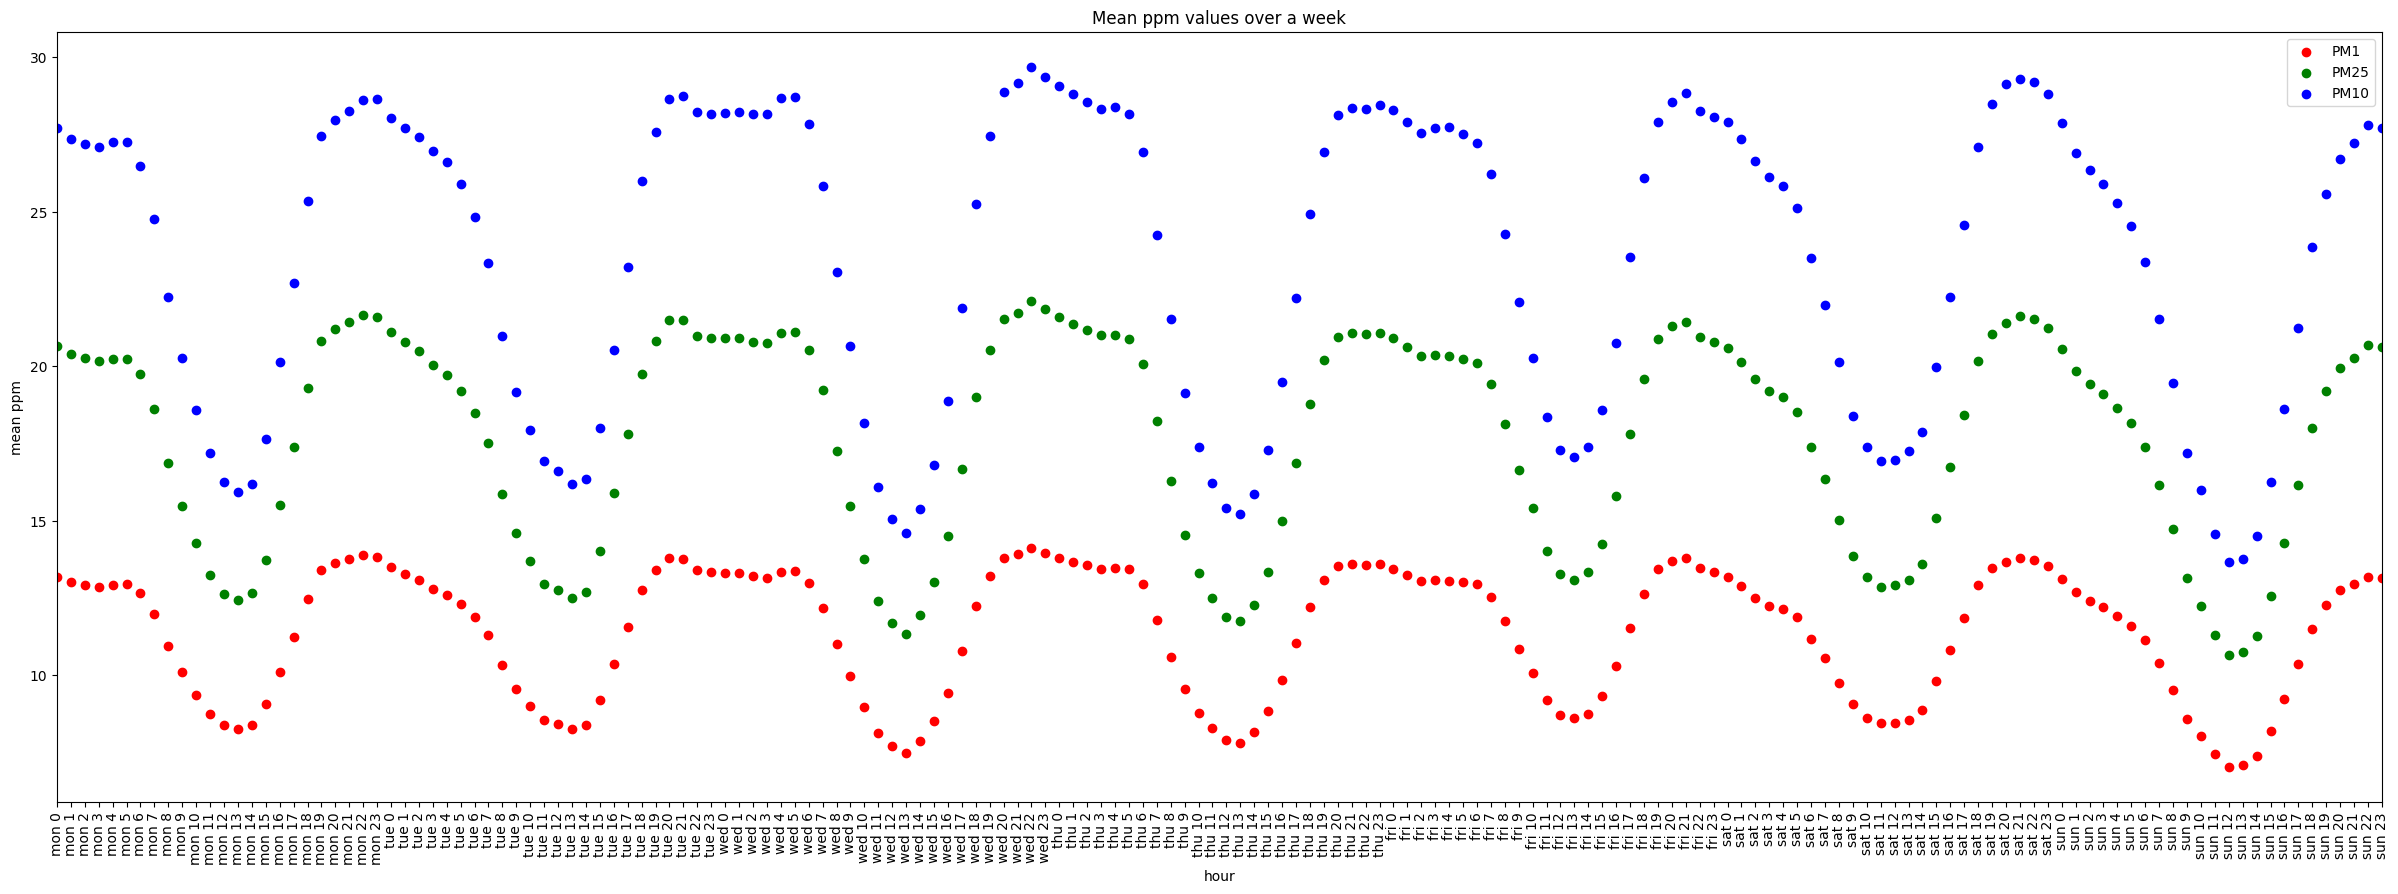 Mean ppm values over a week
PM1
PM25
PM10
30
25
20
15
10
mean ppm
mon 0
mon 1
mon 2
mon 3
mon 4
mon 5
mon 6
mon 7
mon 8
mon 9
mon 10
mon 11
mon 12
mon 13
mon 14
mon 15
mon 16
mon 17
mon 18
mon 19
mon 20
mon 21
mon 22
mon 23
tue 0
tue 1
tue 2
tue 3
tue 4
tue 5
tue 6
tue 7
tue 8
tue 9
tue 10
tue 11
tue 12
tue 13
tue 14
tue 15
tue 16
tue 17
tue 18
tue 19
tue 20
tue 21
tue 22
tue 23
wed 0
wed 1
wed 2
wed 3
wed 4
wed 5
wed 6
wed 7
wed 8
wed 9
wed 10
wed 11
wed 12
wed 13
wed 14
wed 15
wed 16
wed 17
wed 18
wed 19
wed 20
wed 21
wed 22
wed 23
thu 0
thu 1
thu 2
thu 3
thu 4
thu 5
thu 6
thu 7
thu 8
thu 9
thu 10
thu 11
thu 12
thu 13
thu 14
thu 15
thu 16
thu 17
thu 18
thu 19
thu 20
thu 21
thu 22
thu 23
fri 0
fri 1
fri 2
fri 3
fri 4
fri 5
fri 6
fri 7
fri 8
fri 9
fri 10
fri 11
fri 12
fri 13
fri 14
fri 15
fri 16
fri 17
fri 18
fri 19
fri 20
fri 21
fri 22
fri 23
sat 0
sat 1
sat 2
sat 3
sat 4
sat 5
sat 6
sat 7
sat 8
sat 9
sat 10
sat 11
sat 12
sat 13
sat 14
sat 15
sat 16
sat 17
sat 18
sat 19
sat 20
sat 21
sat 22
sat 23
sun 0
sun 1
sun 2
sun 3
sun 4
sun 5
sun 6
sun 7
sun 8
sun 9
sun 10
sun 11
sun 12
sun 13
sun 14
sun 15
sun 16
sun 17
sun 18
sun 19
sun 20
sun 21
sun 22
sun 23
hour